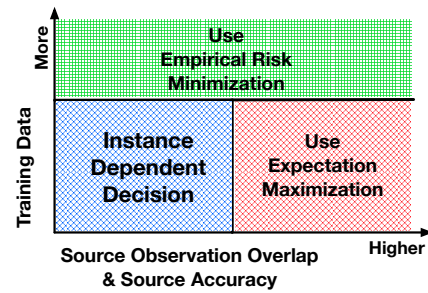 More
Training Data
Use
Empirical Risk
Minimization
Instance
Dependent
Decision
Use
Expectation
Maximization
Higher
Source Observation Overlap
& Source Accuracy